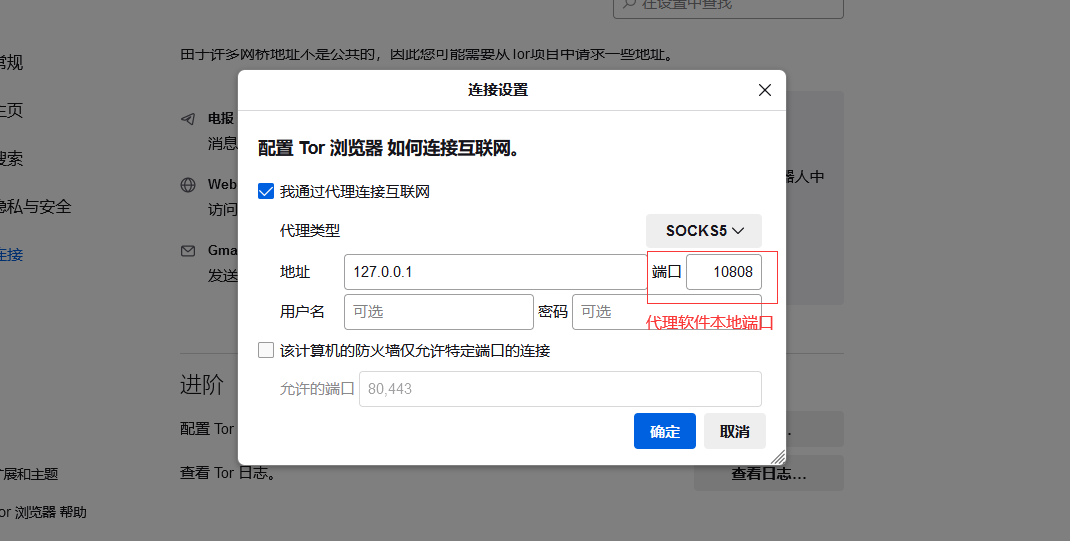 在设置中查找
常规
由于许多网桥地址不是公共的，因此您可能需要从Tor项目中请求一些地址。
连接设置
主页
电报
配置 Tor 浏览器 如何连接互联网。
消息
搜索
器人中
Web
我通过代理连接互联网
隐私与安全
访问
代理类型
SOCKS5
连接
Gma
发送
地址
127.0.0.1
端口
10808
用户名
可选
密码
可选
代理软件本地端口
该计算机的防火墙仅允许特定端口的连接
进阶
允许的端口
80,443
配置 Tor
确定
取消
扩展和主题
查看 Tor 日志。
查看日志…
Tor 浏览器 帮助